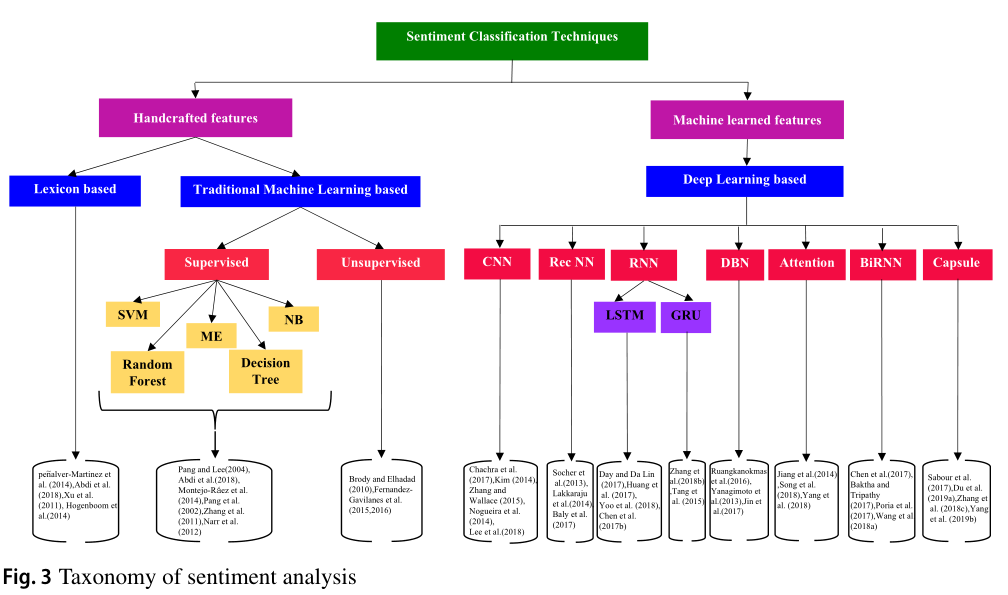 Sentiment Classification Techniques
Handcrafted features
Machine learned features
Lexicon based
Traditional Machine Learning based
Deep Learning based
Supervised
Unsupervised
CNN
Rec NN
RNN
DBN
Attention
BiRNN
Capsule
SVM
ME
NB
Random
Forest
Decision
Tree
LSTM
GRU
peñalver-Martinez et
al. (2014),Abdi et al.
(2018),Xu et al.
(2011), Hogenboom et
al.(2014)
Pang and Lee(2004),
Abdi et al.(2018),
Montejo-Ráez et al.
(2014),Pang et al.
(2002),Zhang et al.
(2011),Narr et al.
(2012)
Brody and Elhadad
(2010),Fernandez-
Gavilanes et al.
(2015,2016)
Chachra et al.
(2017),Kim (2014),
Zhang and
Wallace (2015),
Nogueira et al.
(2014),
Lee et al.(2018)
Socher et al.
(2013),
Lakkaraju et
al.(2014)
Baly et al.
(2017)
Day and Da Lin
(2017),Huang et
al. (2017),
Yoo et al. (2018),
Chen et al.
(2017b)
Zhang et
al.(2018b)
,Tang et
al. (2015)
Ruangkanokmas
et al.(2016),
Yanagimoto et
al.(2013),Jin et
al.(2017)
Jiang et al.(2014)
,Song et al.
(2018),Yang et
al. (2018)
Chen et al.(2017),
Baktha and
Tripathy
(2017),Poria et al.
(2017),Wang et al.
(2018a)
Sabour et al.
(2017),Du et al.
(2019a),Zhang et
al. (2018c),Yang
et al. (2019b)
Fig. 3 Taxonomy of sentiment analysis